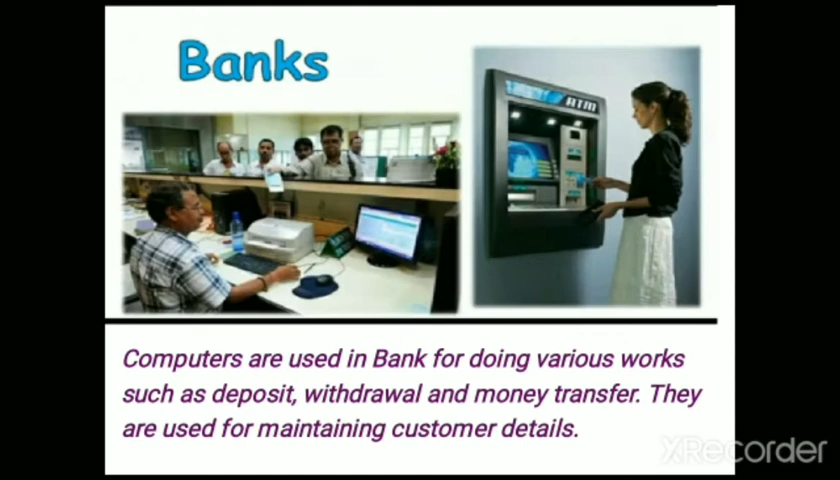 Banks
ATM
Computers are used in Bank for doing various works
such as deposit, withdrawal and money transfer. They
are used for maintaining customer details.
XRecorder